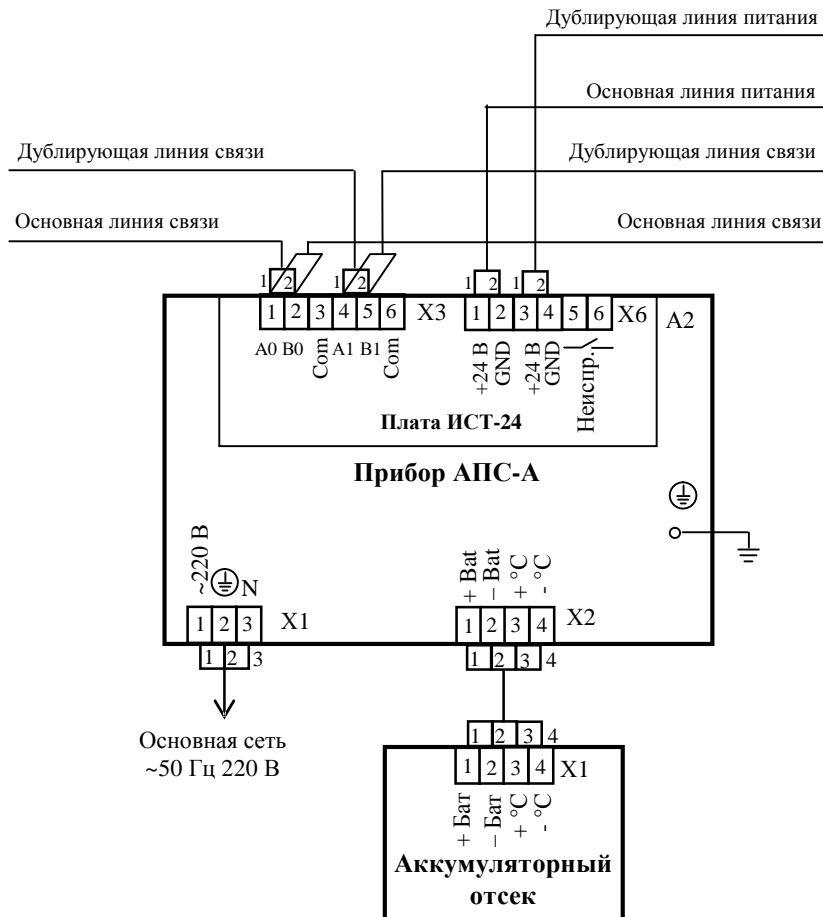 Дублирующая линия питания
Основная линия питания
Дублирующая линия связи Дублирующая линия связи
Основная линия связи Основная линия связи
1 2 1 2 1 2 1 2
1 2 3 4 5 6 X3 1 2 3 4 5 6 X6 A2
A0 B0 Com A1 B1 Com +24 В GND +24 В GND Неиспр.
Плата ИСТ-24
Прибор АПС-А
~220 В N + Bat – Bat + °C - °C
1 2 3 X1 1 2 3 4 X2
1 2 3 1 2 3 4
Основная сеть
~50 Гц 220 В
1 2 3 4
1 2 3 4 X1
+ Бат – Бат + °C - °C
Аккумуляторный
отсек